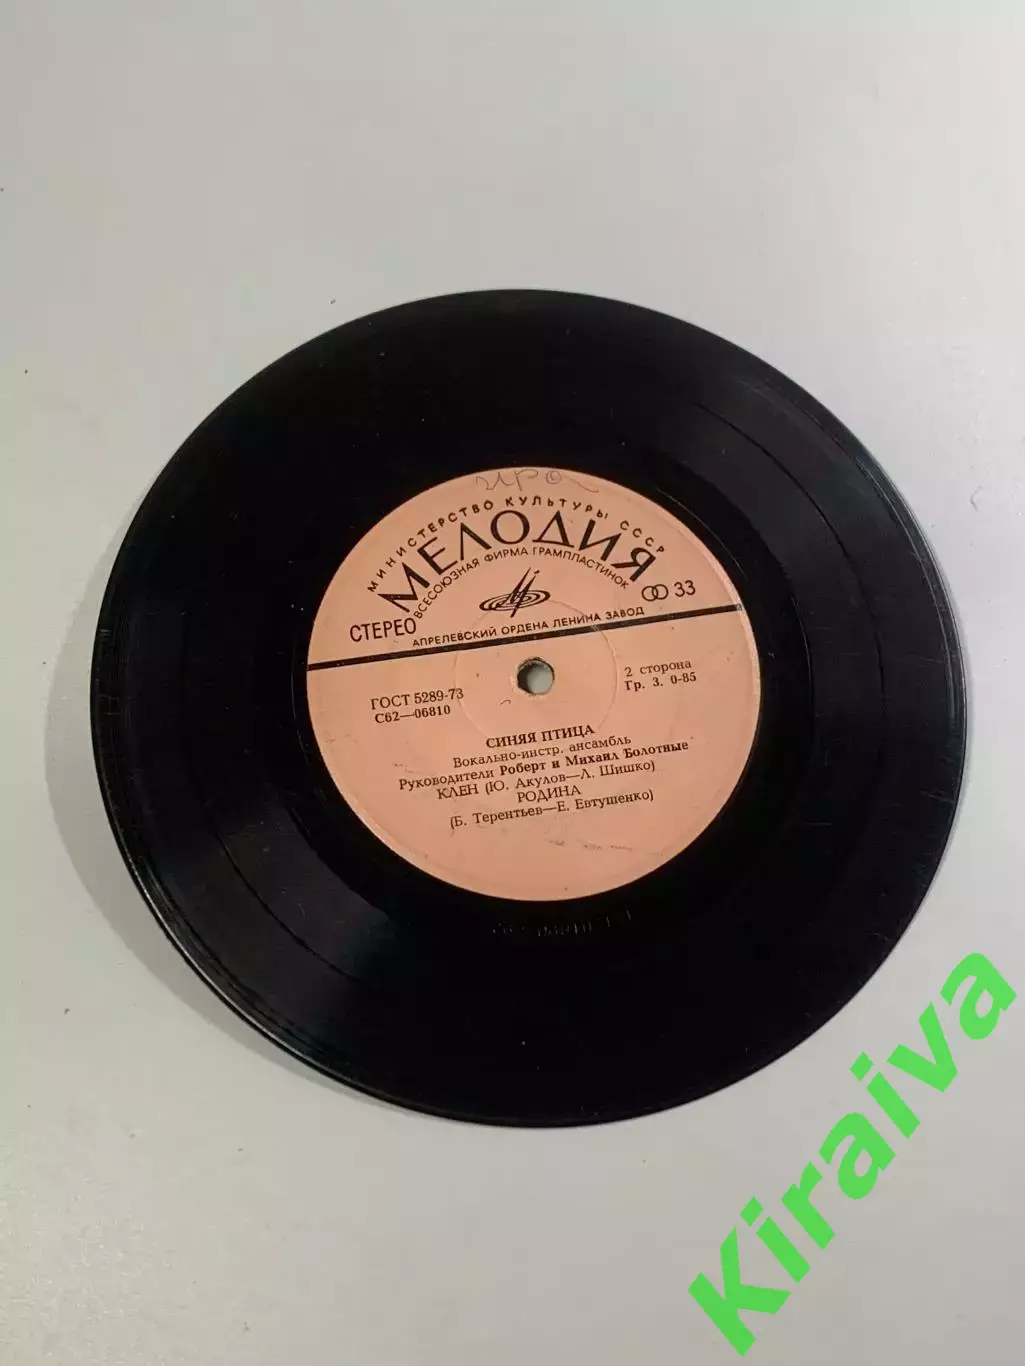 ира
МИНИСТЕРСТВО КУЛЬТУРЫ СССР
МЕЛОДИЯ
ВСЕСОЮЗНАЯ ФИРМА ГРАМПЛАСТИНОК
СТЕРЕО
33
АПРЕЛЕВСКИЙ ОРДЕНА ЛЕНИНА ЗАВОД
ГОСТ 5289-73
С62—06810
2 сторона
Гр. 3. 0-85
СИНЯЯ ПТИЦА
Вокально-инстр. ансамбль
Руководители Роберт и Михаил Болотные
КЛЕН (Ю. Акулов—Л. Шишко)
РОДИНА
(Б. Терентьев—Е. Евтушенко)
Kiraiva